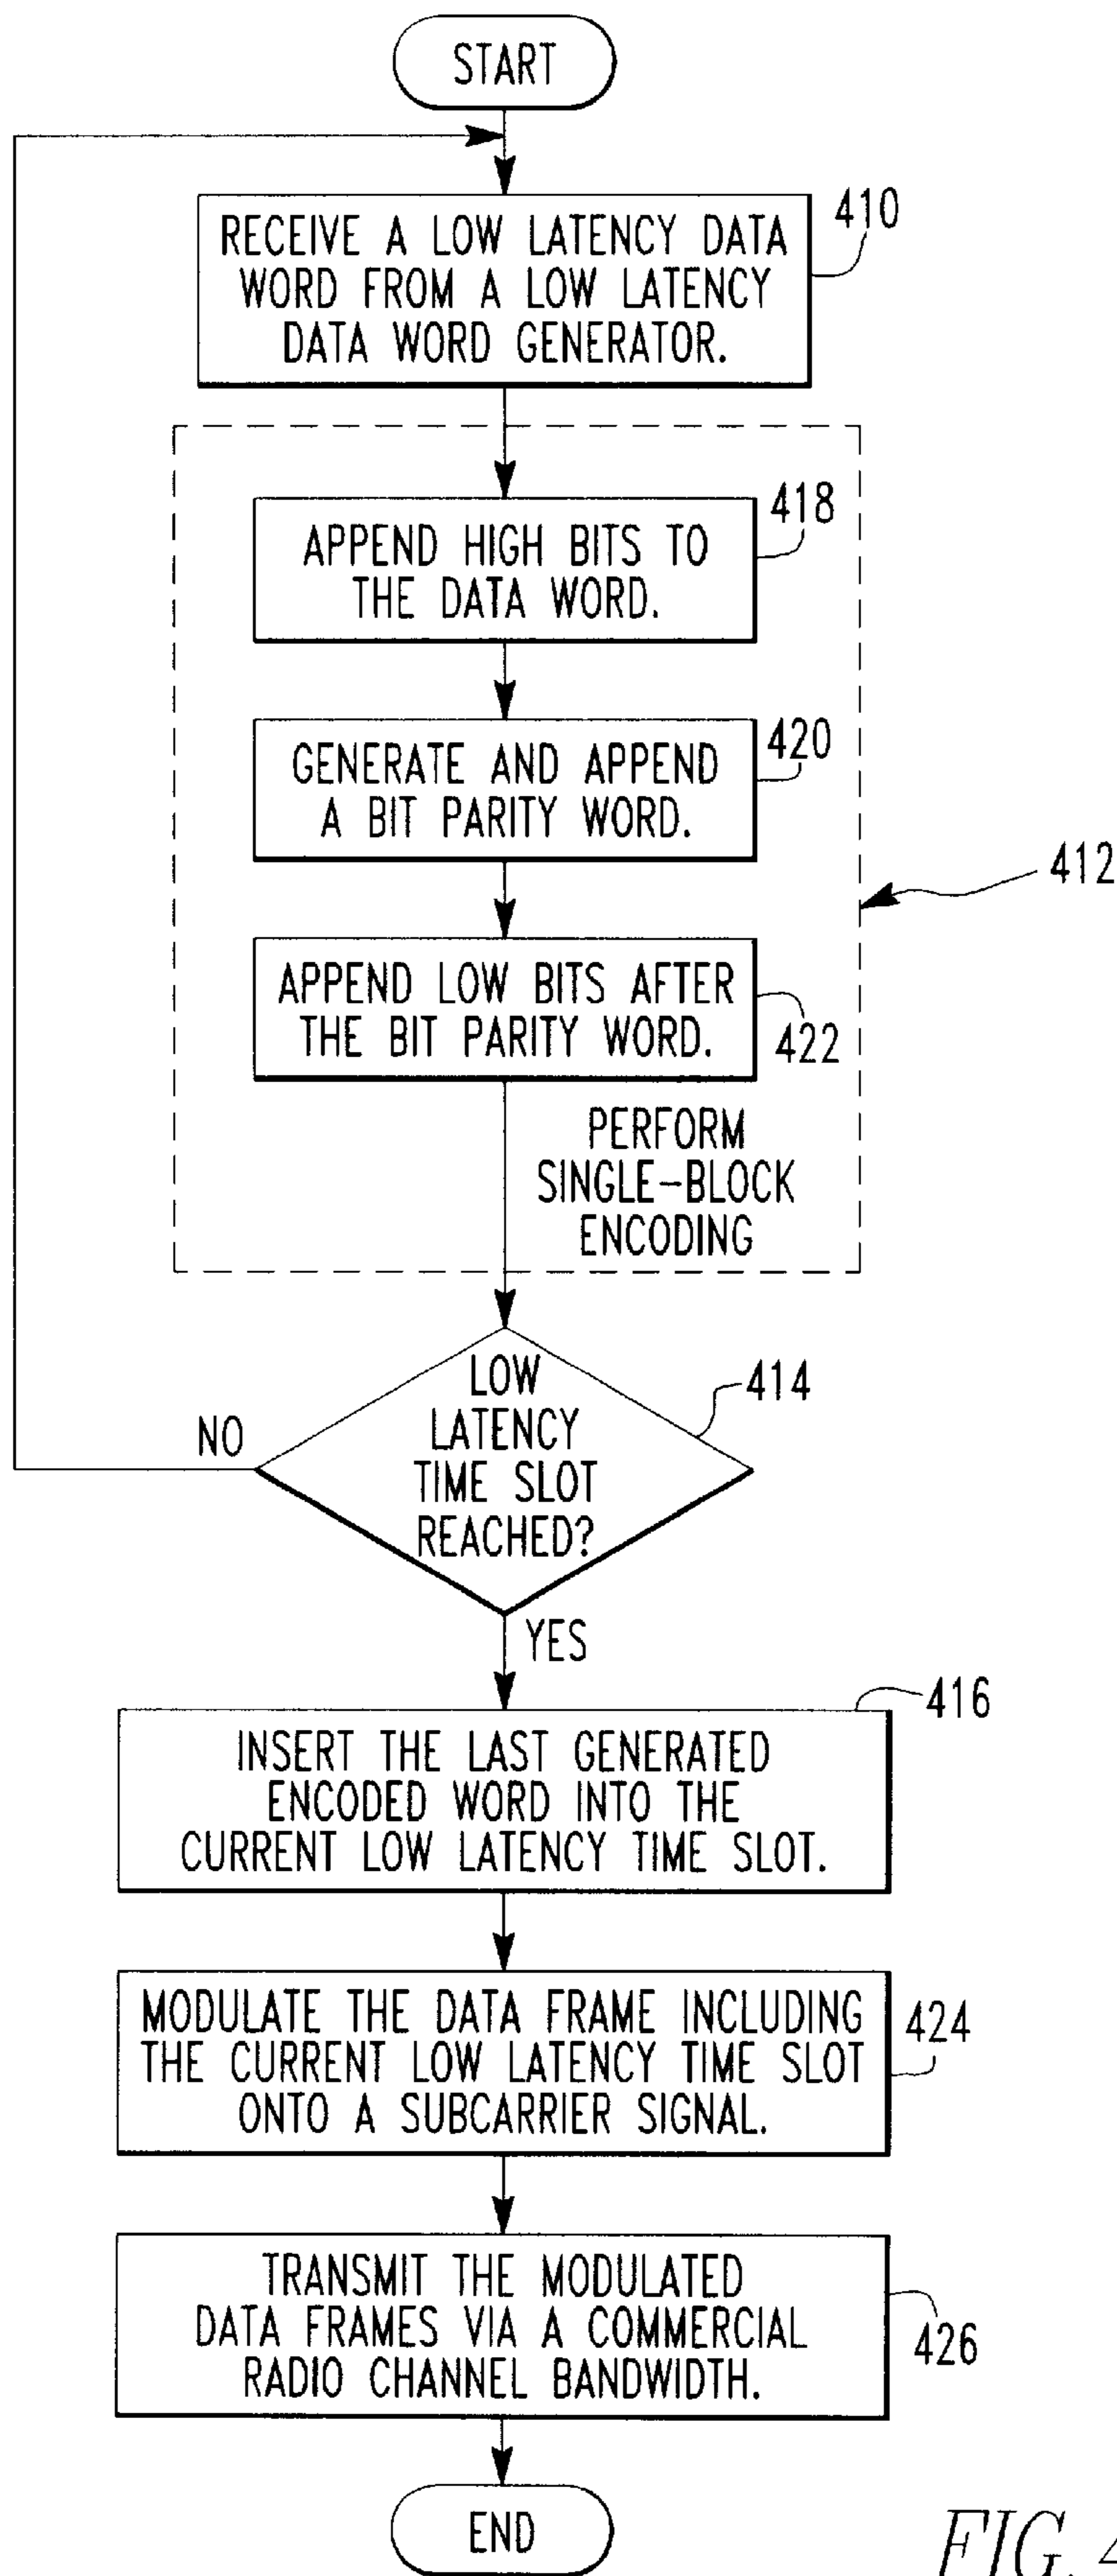 START
RECEIVE A LOW LATENCY DATA
WORD FROM A LOW LATENCY
DATA WORD GENERATOR.
410
APPEND HIGH BITS TO
THE DATA WORD.
418
GENERATE AND APPEND
A BIT PARITY WORD.
420
412
APPEND LOW BITS AFTER
THE BIT PARITY WORD.
422
PERFORM
SINGLE-BLOCK
ENCODING
LOW
LATENCY
TIME SLOT
REACHED?
414
NO
YES
416
INSERT THE LAST GENERATED
ENCODED WORD INTO THE
CURRENT LOW LATENCY TIME SLOT.
MODULATE THE DATA FRAME INCLUDING
THE CURRENT LOW LATENCY TIME SLOT
ONTO A SUBCARRIER SIGNAL.
424
TRANSMIT THE MODULATED
DATA FRAMES VIA A COMMERCIAL
RADIO CHANNEL BANDWIDTH.
426
END
FIG. 4